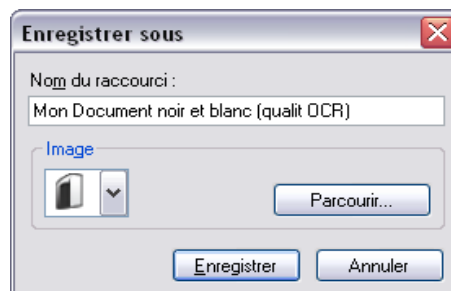 Enregistrer sous
Nom du raccourci :
Mon Document noir et blanc (qualit OCR)
Image
Parcourir...
Enregistrer
Annuler